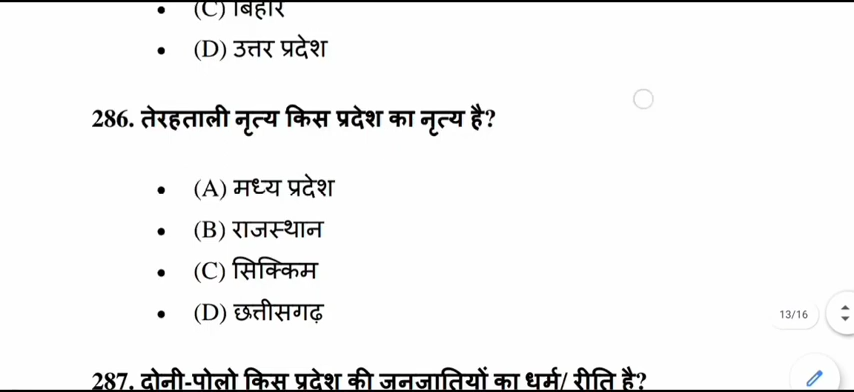 (C) बिहार
(D) उत्तर प्रदेश
286. तेरहताली नृत्य किस प्रदेश का नृत्य है?
(A) मध्य प्रदेश
(B) राजस्थान
(C) सिक्किम
(D) छत्तीसगढ़
13/16
287. दोनी-पोलो किस प्रदेश की जनजातियों का धर्म/ रीति है?